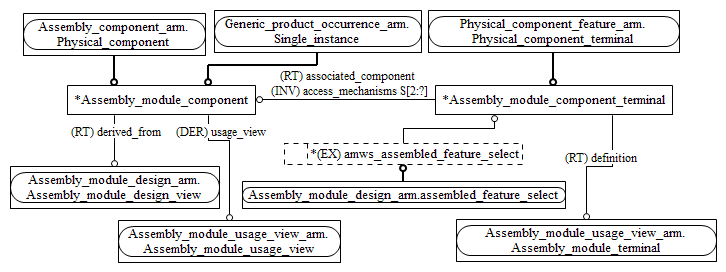 Assembly_component_arm.
Physical_component
Generic_product_occurrence_arm.
Single_instance
Physical_component_feature_arm.
Physical_component_terminal
(RT) associated_component
(INV) access_mechanisms S[2:?]
*Assembly_module_component
*Assembly_module_component_terminal
(RT) derived_from
(DER) usage_view
*(EX) amws_assembled_feature_select
(RT) definition
Assembly_module_design_arm.
Assembly_module_design_view
Assembly_module_design_arm.assembled_feature_select
Assembly_module_usage_view_arm.
Assembly_module_usage_view
Assembly_module_usage_view_arm.
Assembly_module_terminal